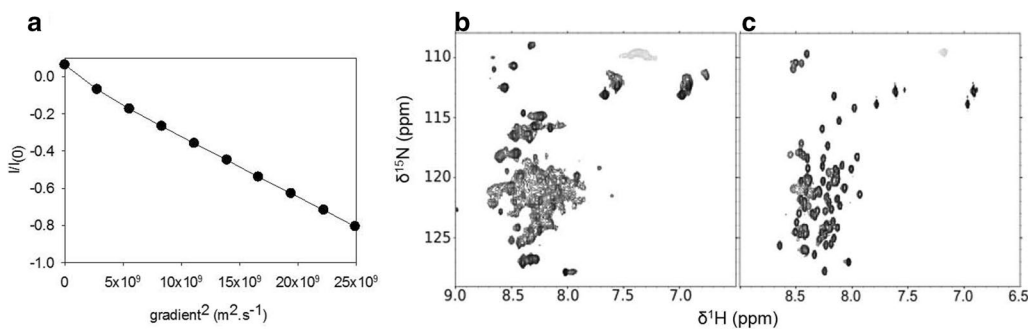 a
0.0
-0.2
-0.4
-0.6
-0.8
-1.0
I/I(0)
0 5x10⁹ 10x10⁹ 15x10⁹ 20x10⁹ 25x10⁹
gradient² (m².s⁻¹)
b
110
115
120
125
δ¹⁵N (ppm)
9.0 8.5 8.0 7.5 7.0
c
8.5 8.0 7.5 7.0 6.5
δ¹H (ppm)